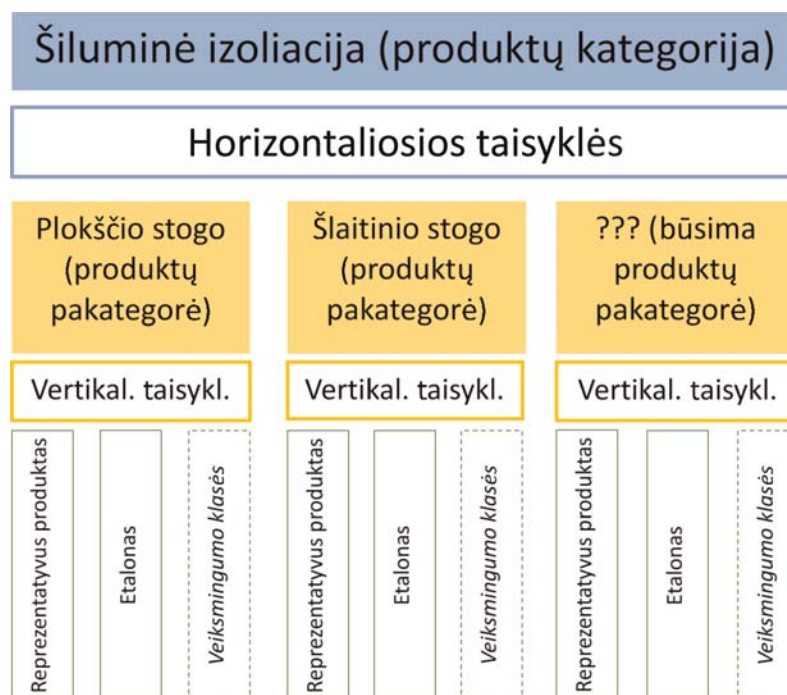 Šiluminė izoliacija (produktų kategorija)
Horizontaliosios taisyklės
Plokščio stogo
(produktų
pakategorė)
Šlaitinio stogo
(produktų
pakategorė)
??? (būsima
produktų
pakategorė)
Vertikal. taisykl.
Vertikal. taisykl.
Vertikal. taisykl.
Reprezentatyvus produktas
Etalonas
Veiksmingumo klasės
Reprezentatyvus produktas
Etalonas
Veiksmingumo klasės
Reprezentatyvus produktas
Etalonas
Veiksmingumo klasės